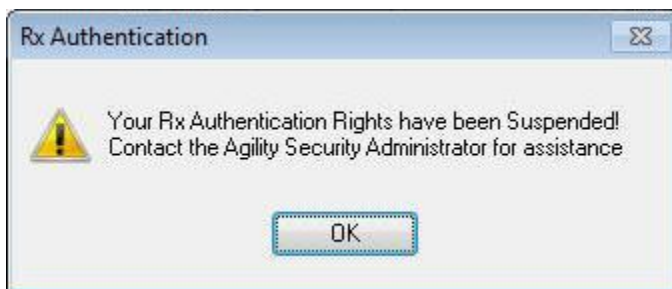 Rx Authentication
Your Rx Authentication Rights have been Suspended!
Contact the Agility Security Administrator for assistance
OK